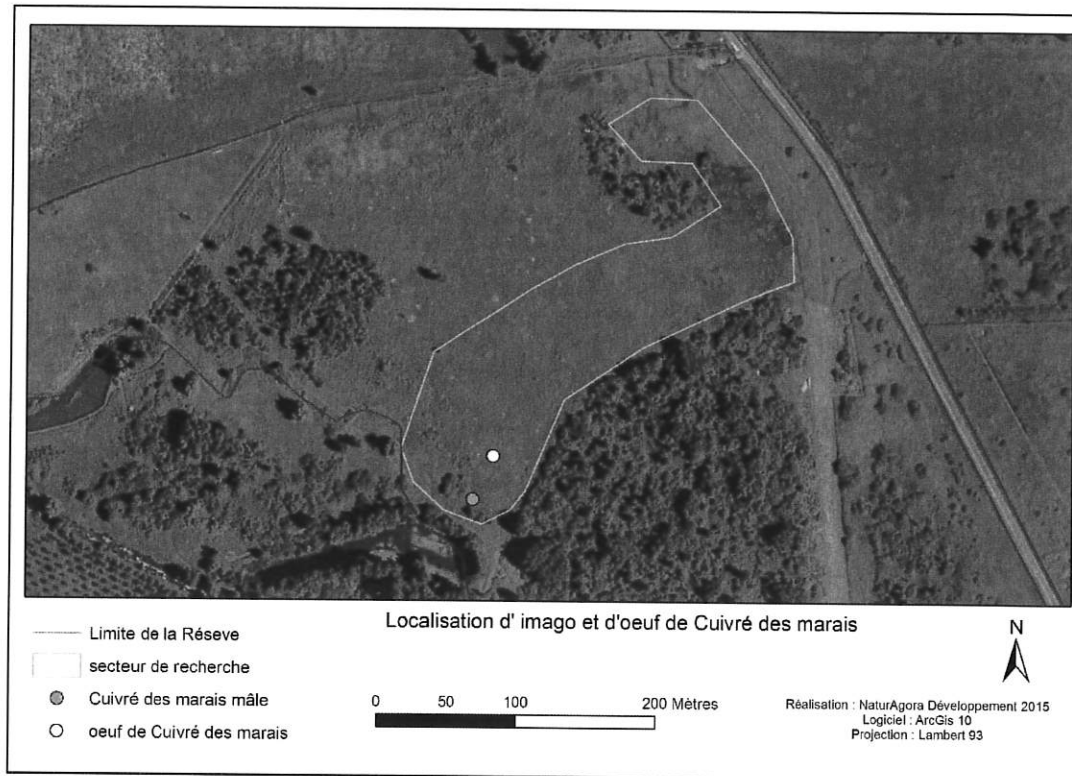 Localisation d' imago et d'oeuf de Cuivré des marais
Limite de la Réseve
secteur de recherche
Cuivré des marais mâle
oeuf de Cuivré des marais
0 50 100 200 Mètres
N
Réalisation : NaturAgora Développement 2015
Logiciel : ArcGis 10
Projection : Lambert 93